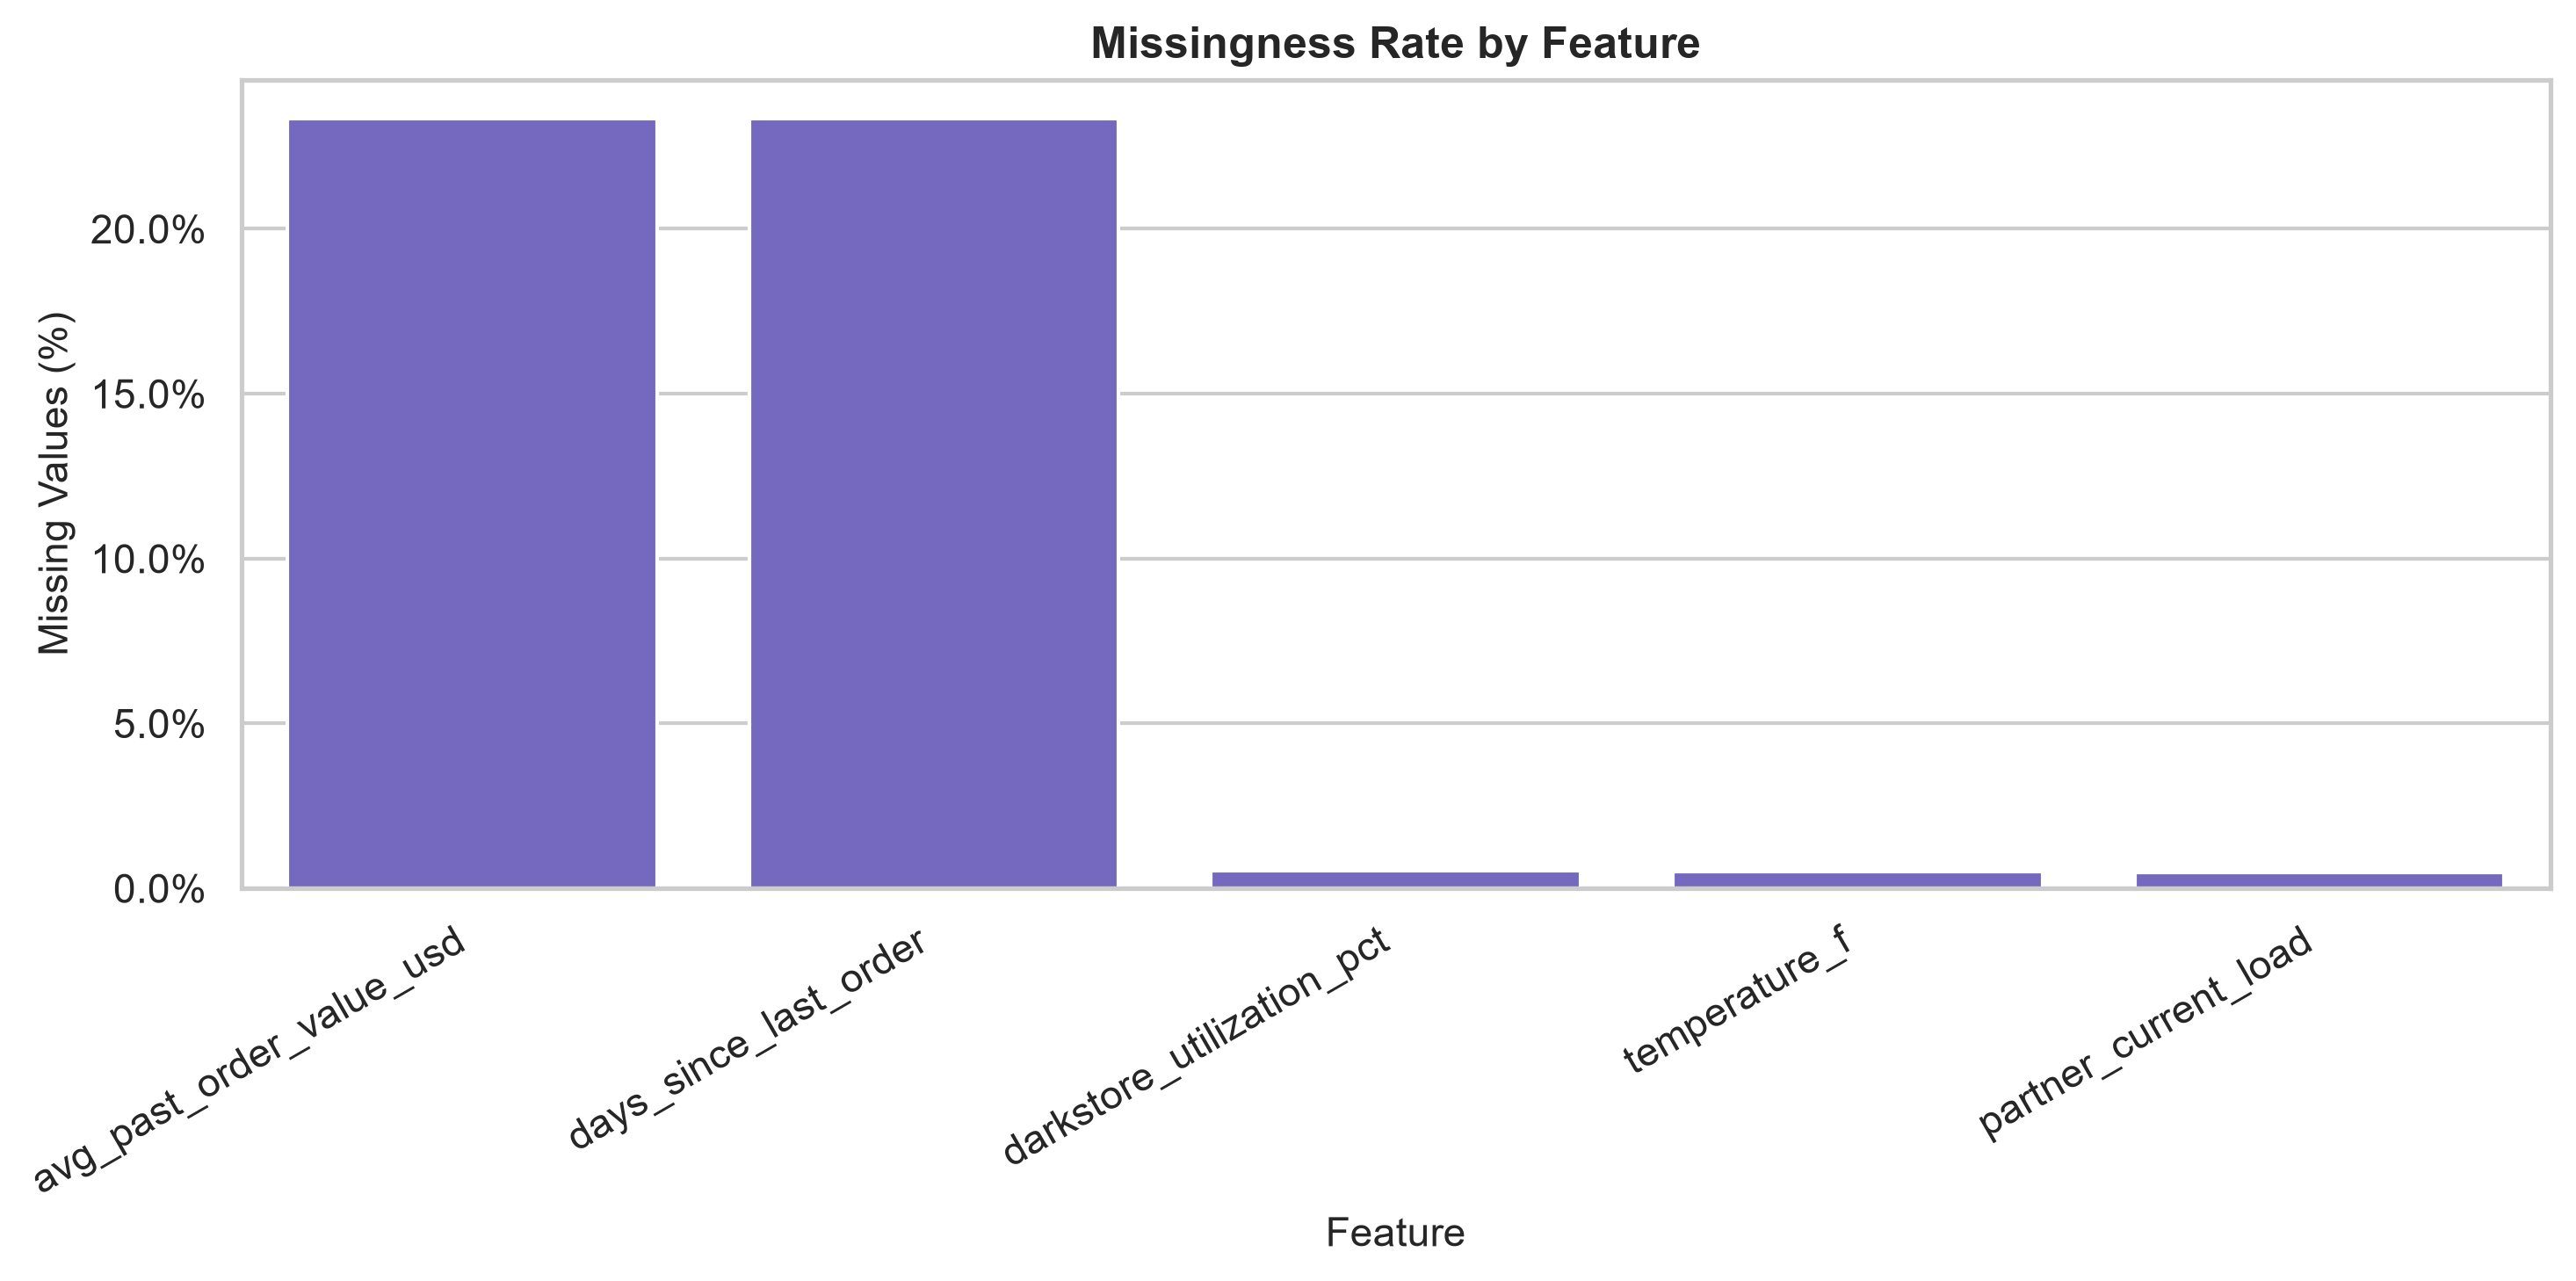 Missingness Rate by Feature
Missing Values (%)
20.0%
15.0%
10.0%
5.0%
0.0%
avg_past_order_value_usd
days_since_last_order
darkstore_utilization_pct
temperature_f
partner_current_load
Feature